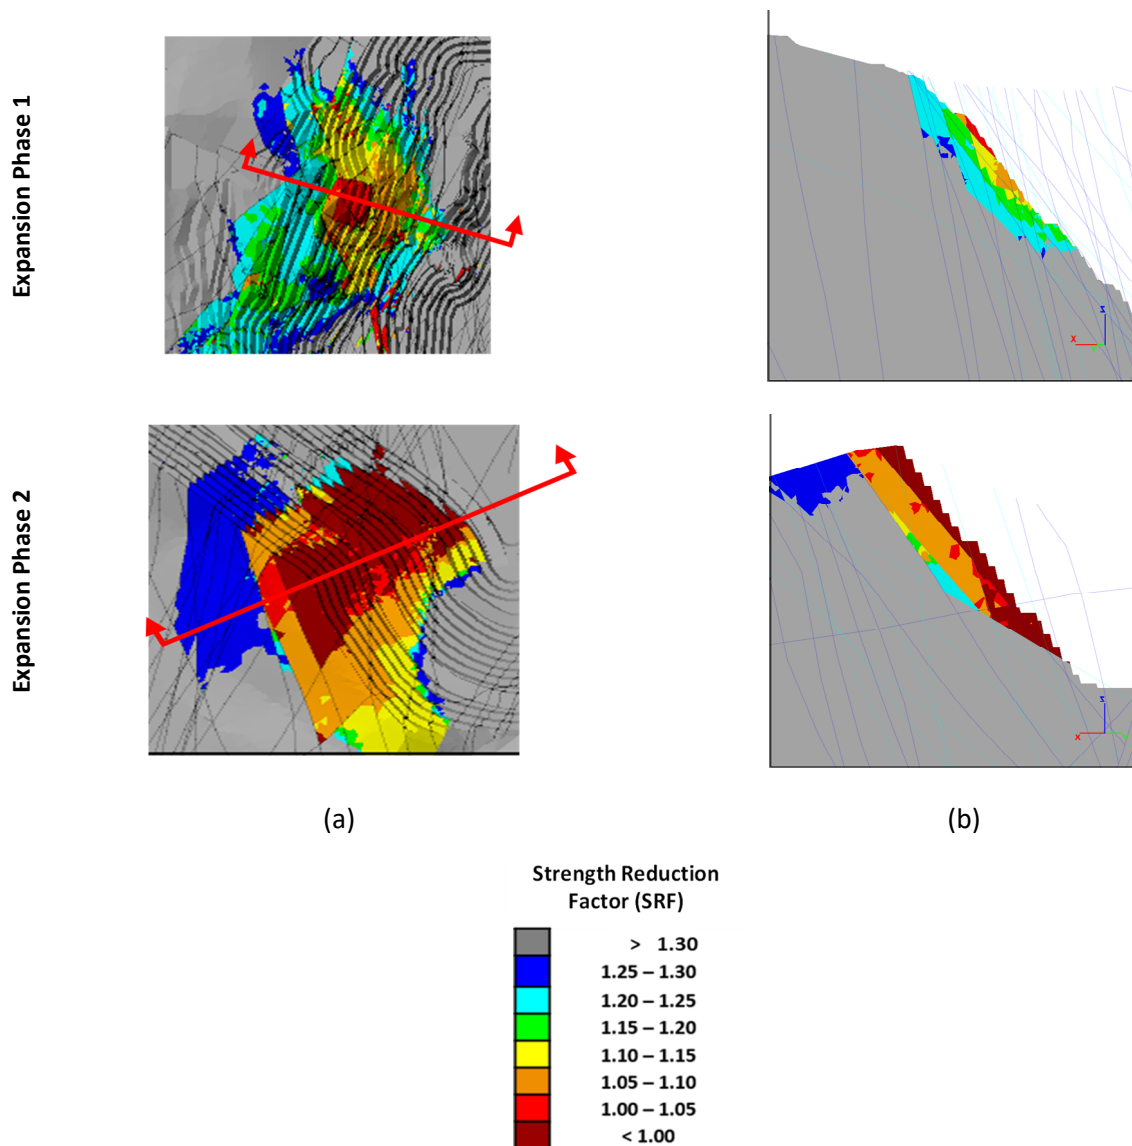 Expansion Phase 1
X
Z
Y
Expansion Phase 2
X
Z
Y
(a)
(b)
Strength Reduction
Factor (SRF)
> 1.30
1.25 – 1.30
1.20 – 1.25
1.15 – 1.20
1.10 – 1.15
1.05 – 1.10
1.00 – 1.05
< 1.00